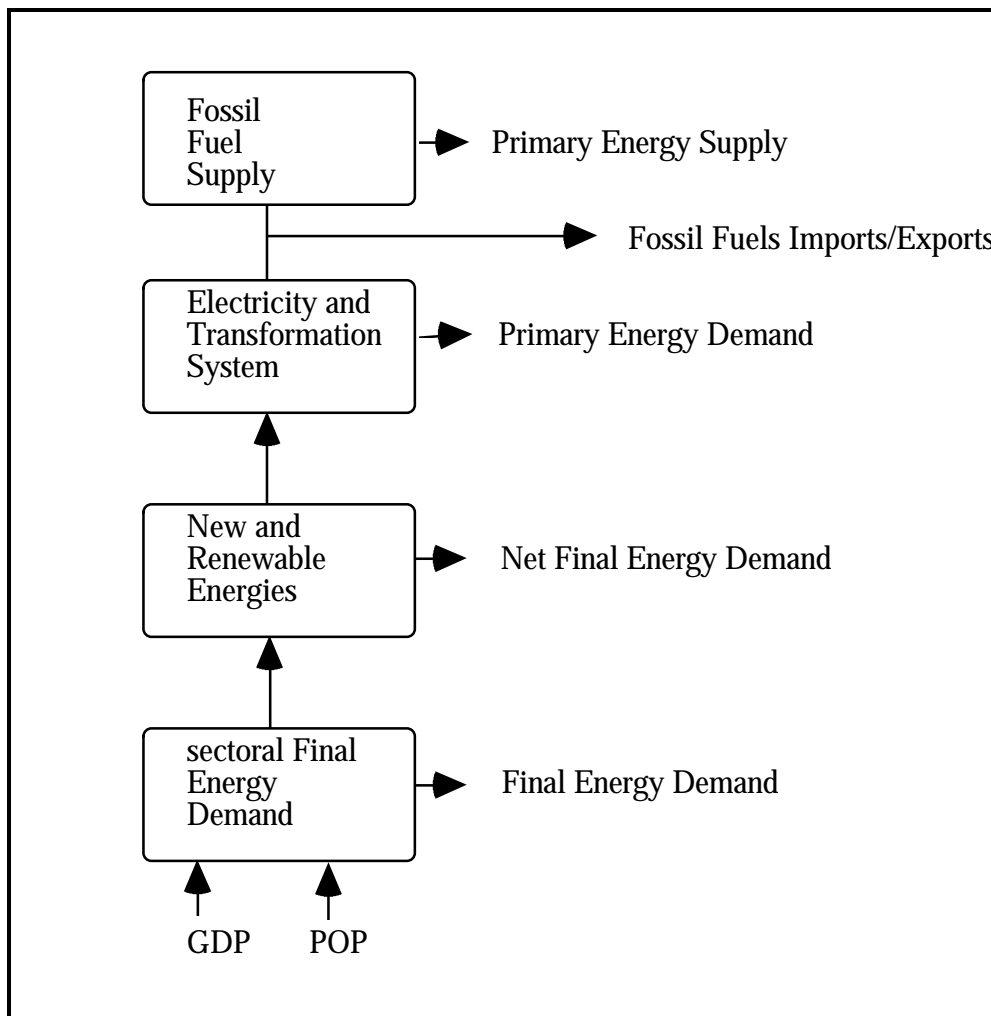 Fossil
Fuel
Supply
Primary Energy Supply
Fossil Fuels Imports/Exports
Electricity and
Transformation
System
Primary Energy Demand
New and
Renewable
Energies
Net Final Energy Demand
sectoral Final
Energy
Demand
Final Energy Demand
GDP
POP